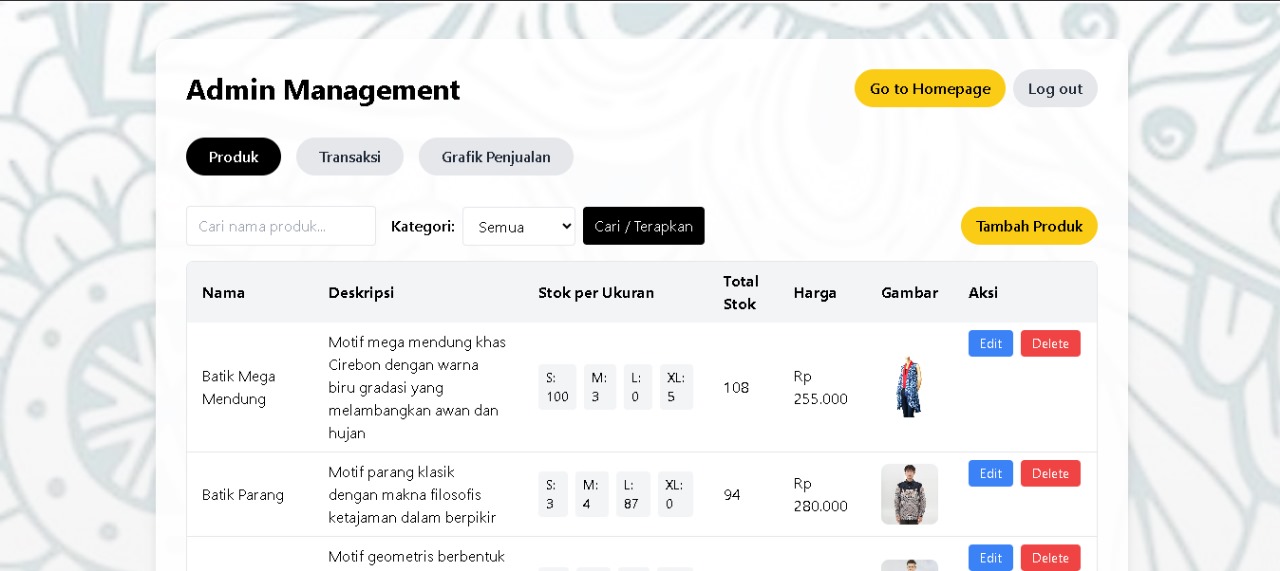 Admin Management
Go to Homepage
Log out
Produk
Transaksi
Grafik Penjualan
Cari nama produk...
Kategori:
Semua
Cari / Terapkan
Tambah Produk
Nama
Deskripsi
Stok per Ukuran
Total
Stok
Harga
Gambar
Aksi
Batik Mega
Mendung
Motif mega mendung khas
Cirebon dengan warna
biru gradasi yang
melambangkan awan dan
hujan
S:
100
M:
3
L:
0
XL:
5
108
Rp
255.000
Edit
Delete
Batik Parang
Motif parang klasik
dengan makna filosofis
ketajaman dalam berpikir
S:
3
M:
4
L:
87
XL:
0
94
Rp
280.000
Edit
Delete
Motif geometris berbentuk
Edit
Delete